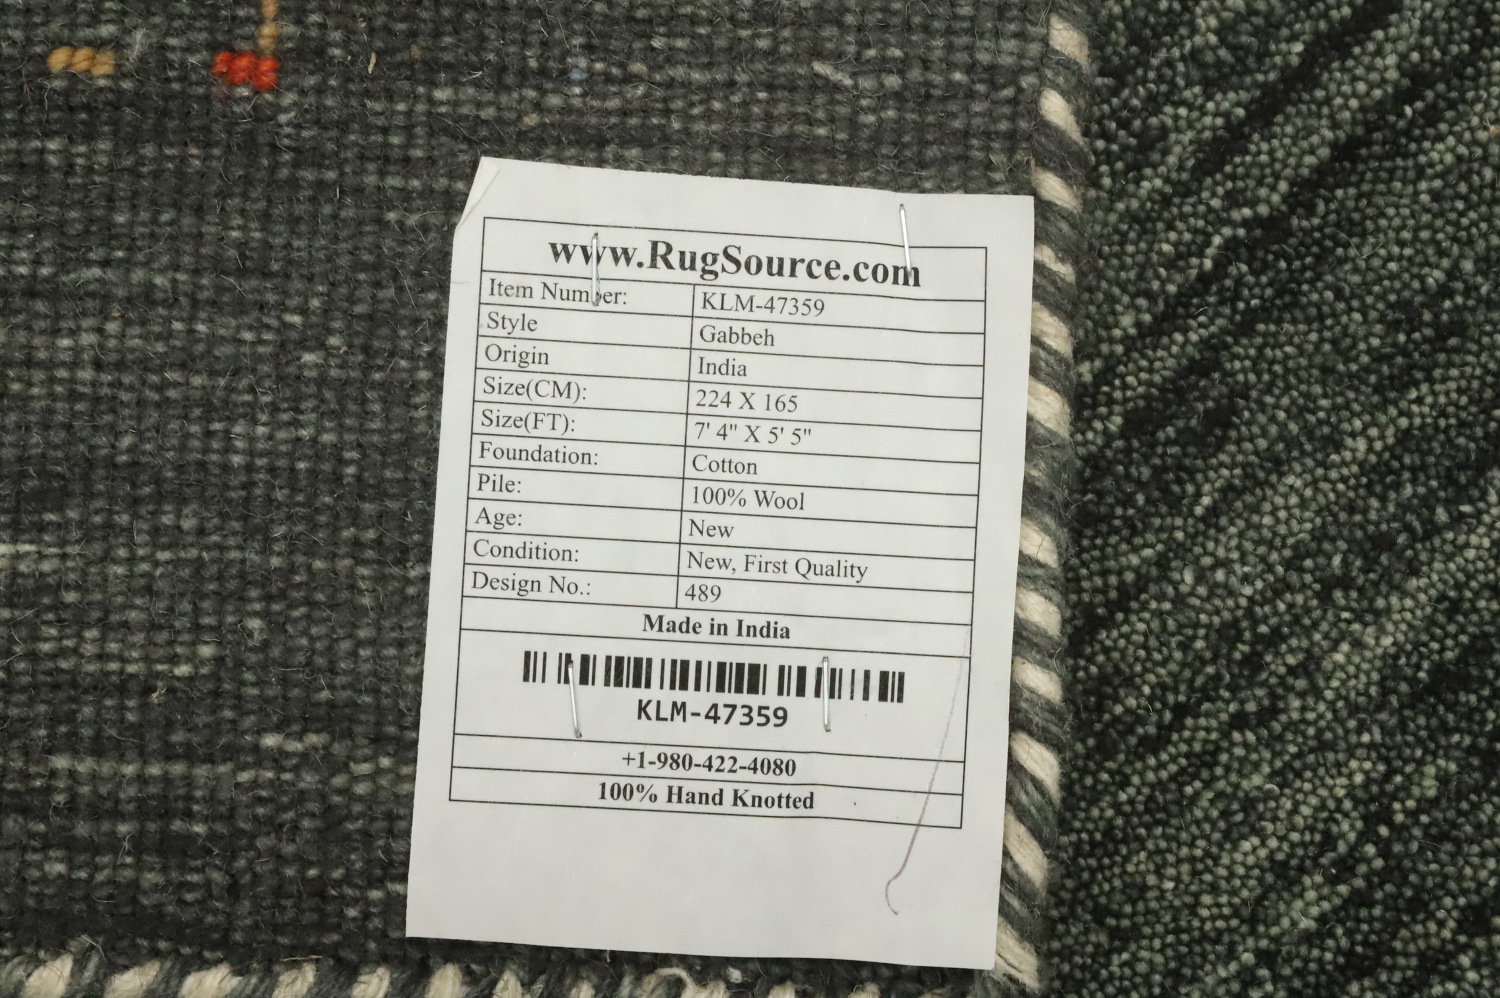 www.RugSource.com
Item Number: KLM-47359
Style Gabbeh
Origin India
Size(CM): 224 X 165
Size(FT): 7' 4" X 5' 5"
Foundation: Cotton
Pile: 100% Wool
Age: New
Condition: New, First Quality
Design No.: 489
Made in India
KLM-47359
+1-980-422-4080
100% Hand Knotted